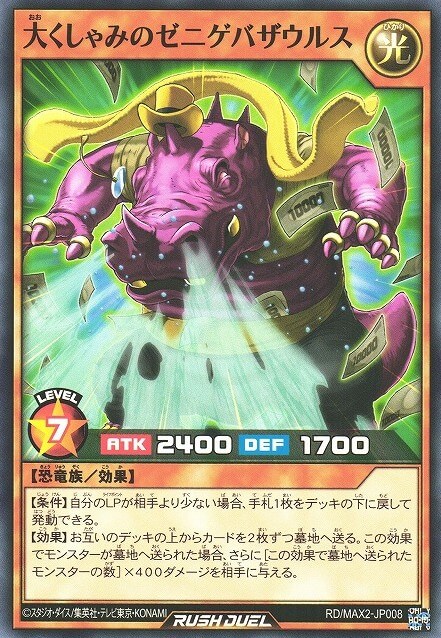 大くしゃみのゼニゲバザウルス
光
10000
10000
10000
LEVEL
7
ATK 2400 DEF 1700
【恐竜族/効果】
【条件】自分のLPが相手より少ない場合、手札1枚をデッキの下に戻して
発動できる。
【効果】お互いのデッキの上からカードを2枚ずつ墓地へ送る。この効果
でモンスターが墓地へ送られた場合、さらに[この効果で墓地へ送られた
モンスターの数]×400ダメージを相手に与える。
©スタジオ・ダイス/集英社・テレビ東京・KONAMI
RUSH DUEL
RD/MAX2-JP008